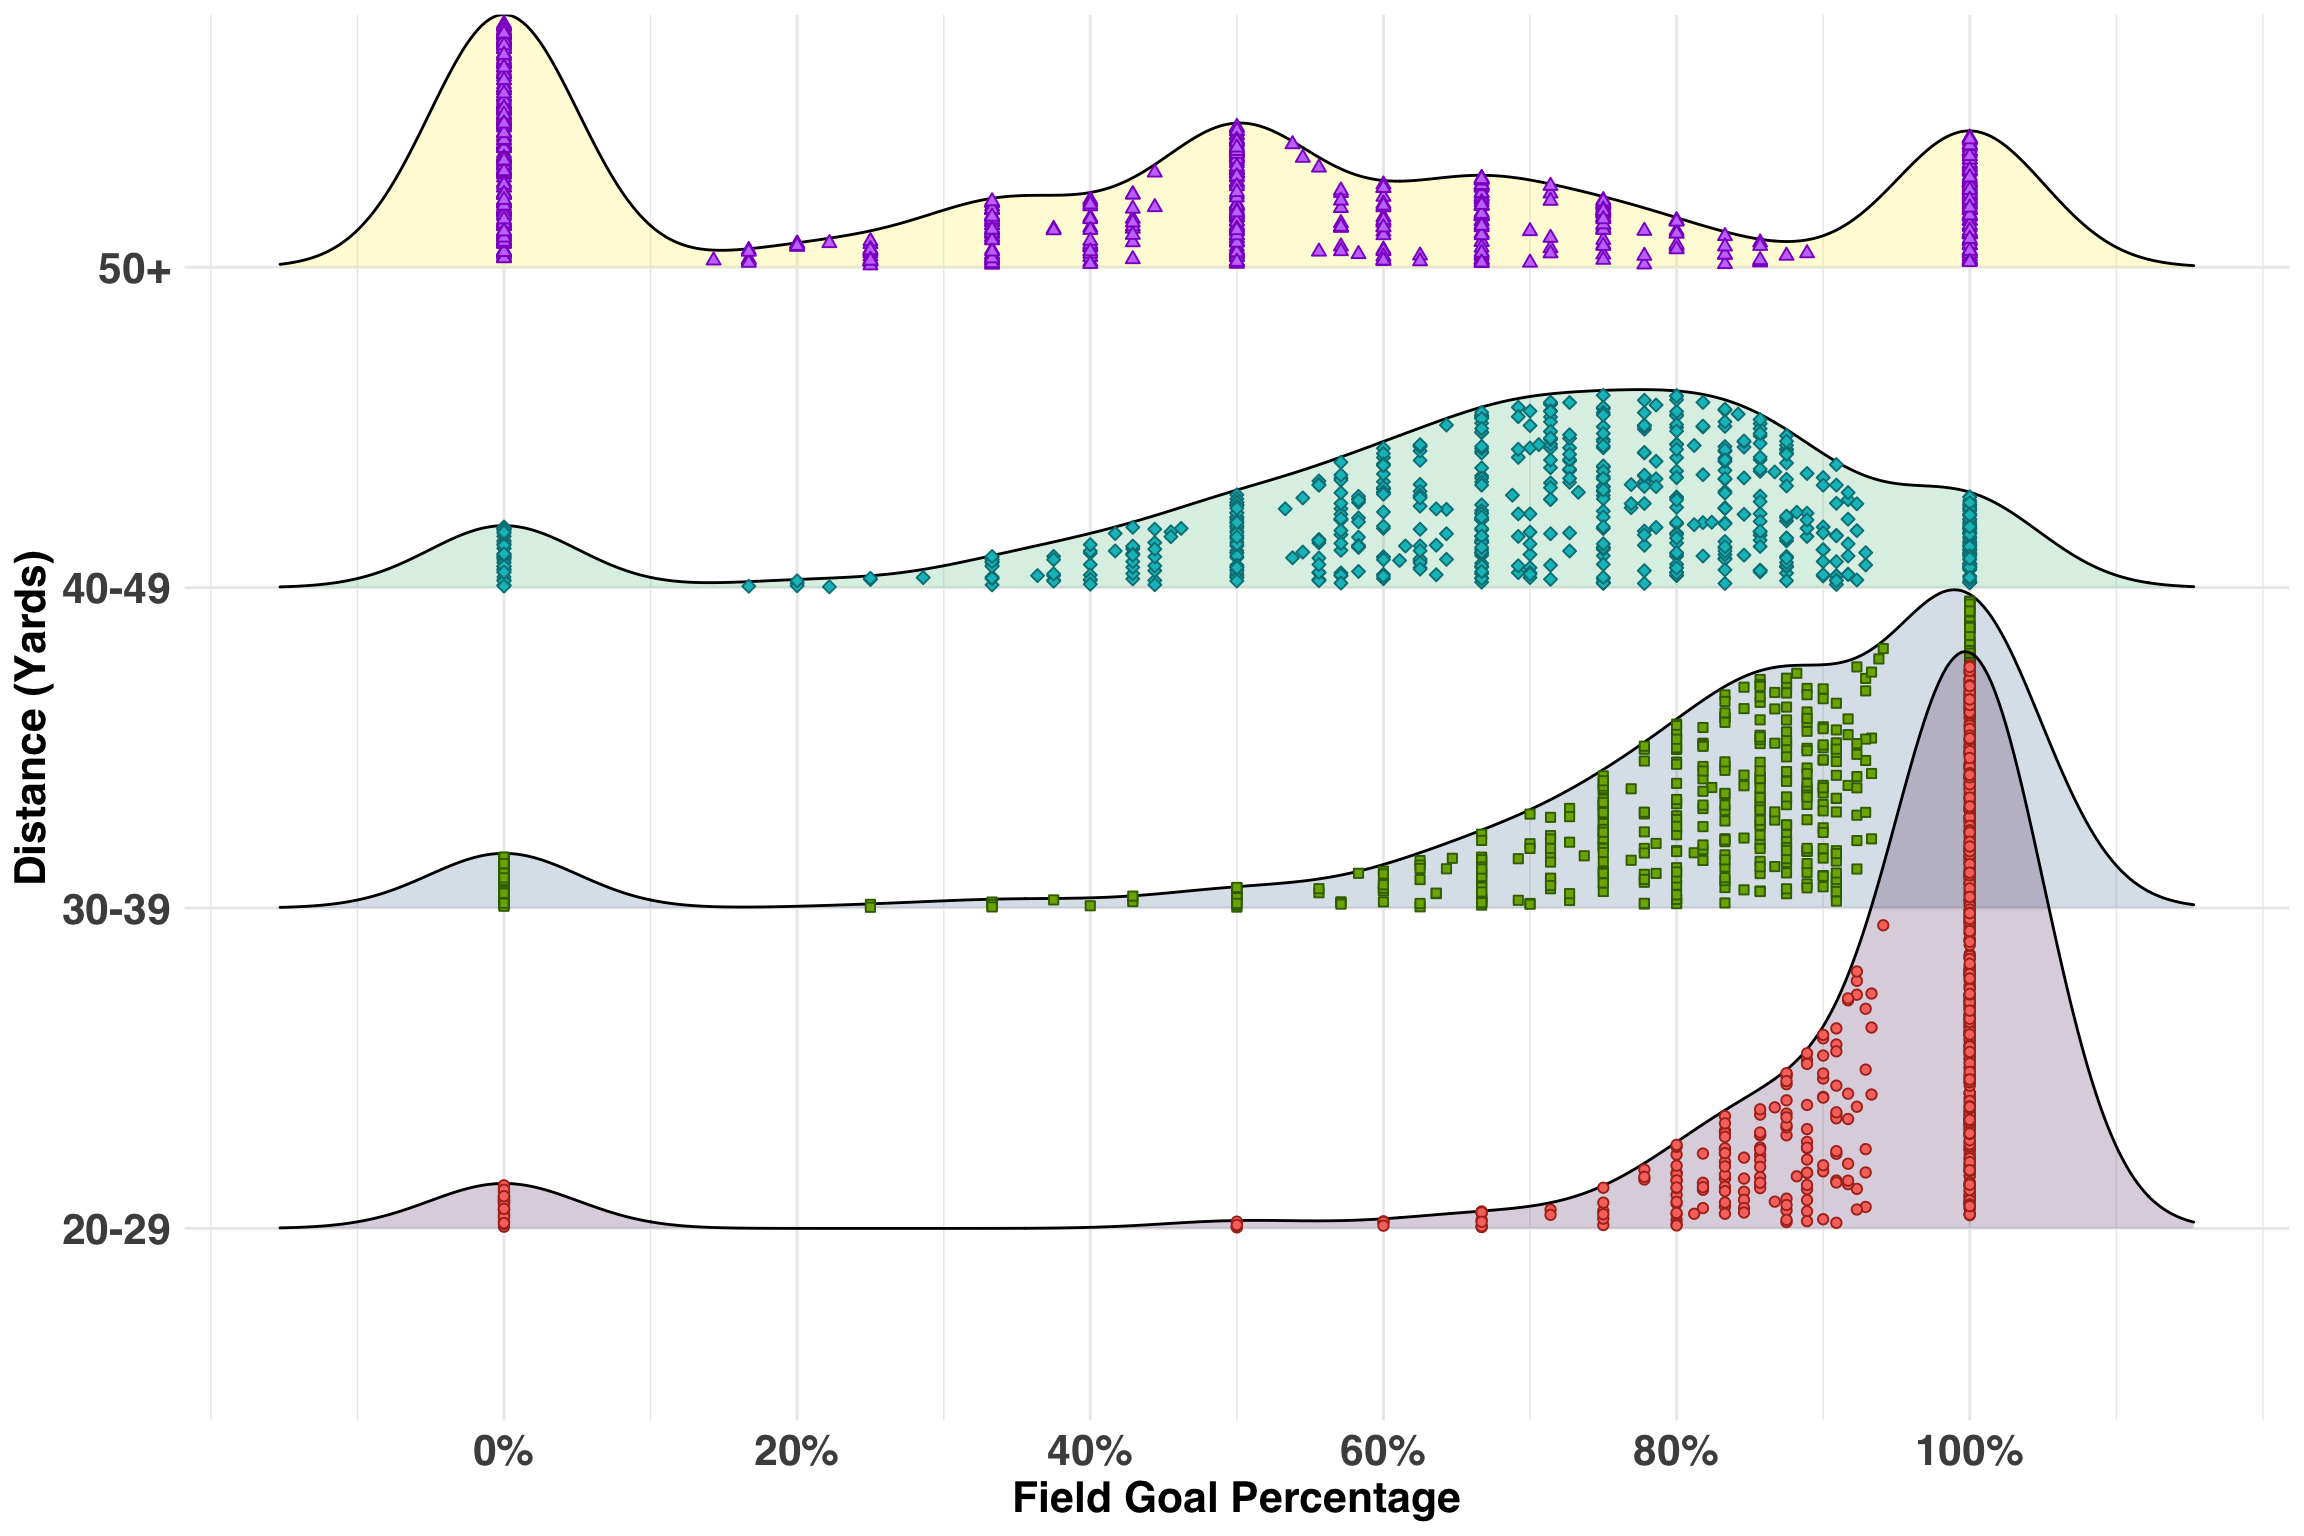 50+
40-49
30-39
20-29
Distance (Yards)
0% 20% 40% 60% 80% 100%
Field Goal Percentage